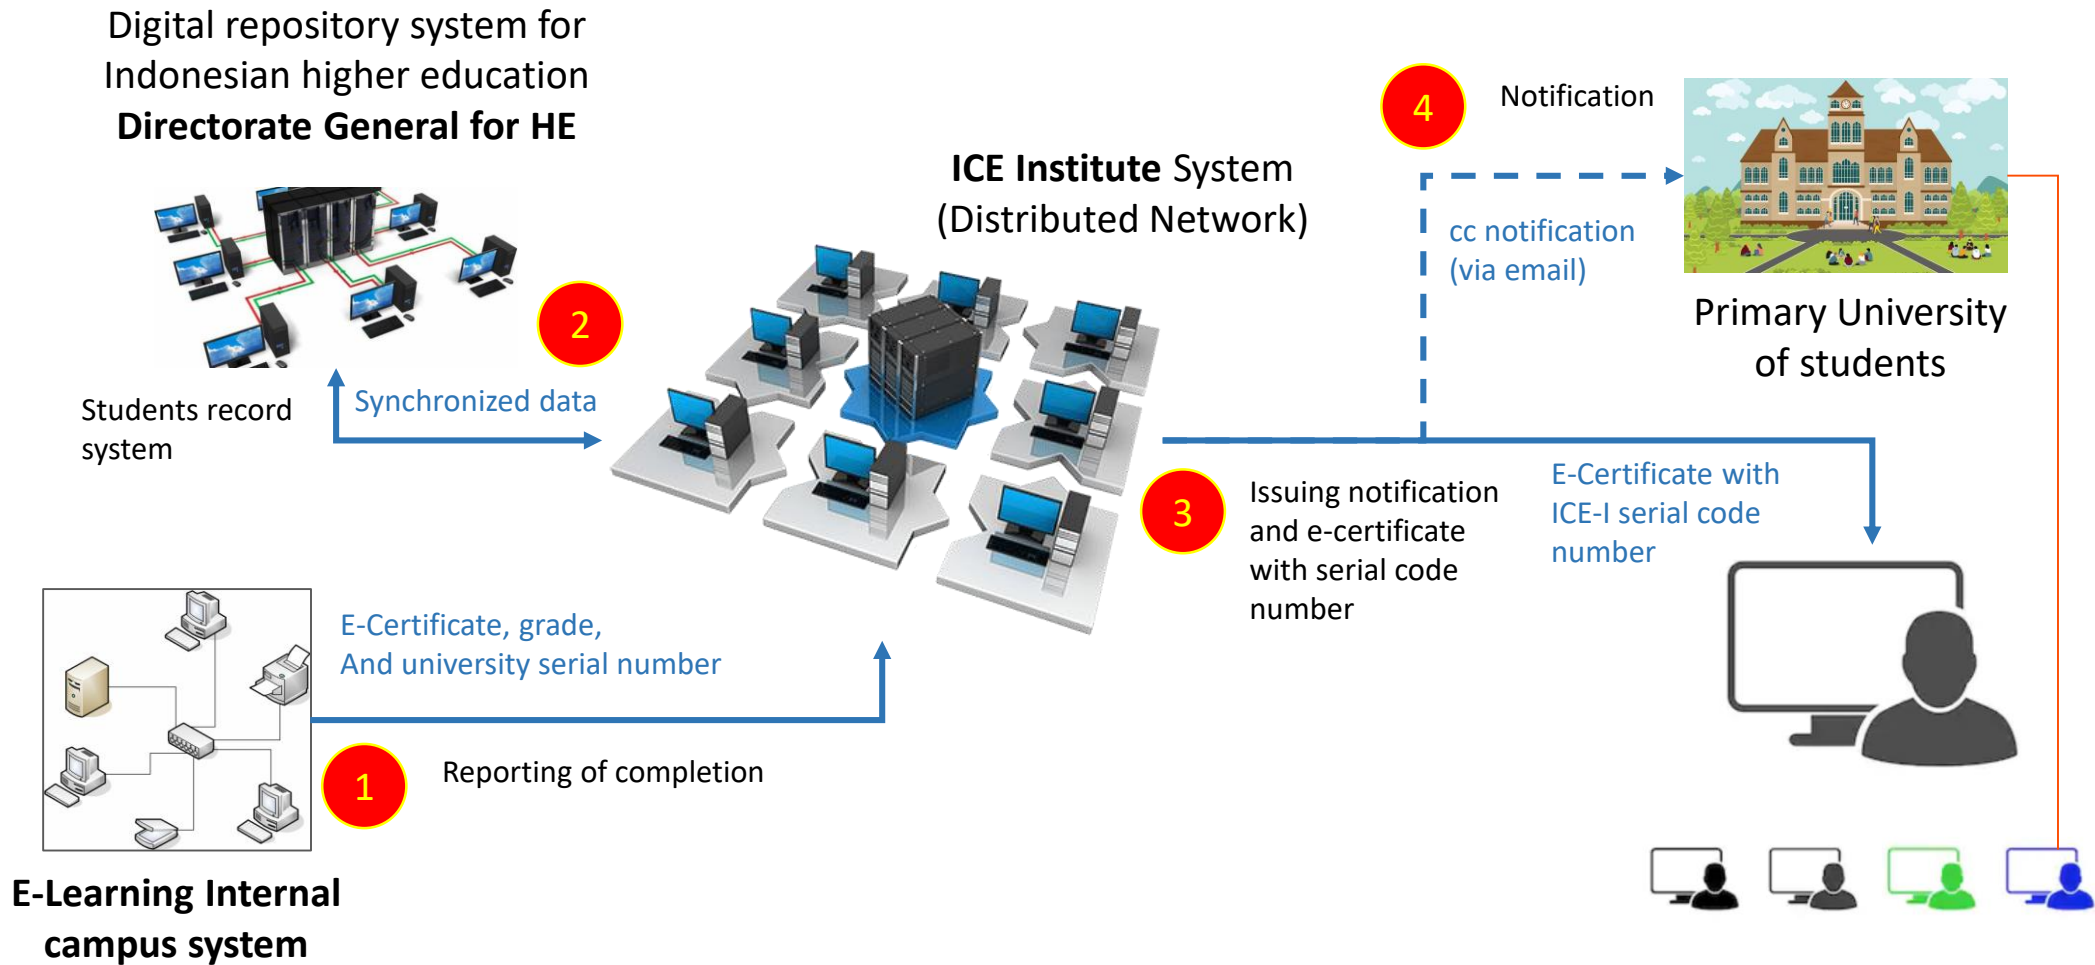 Digital repository system for
Indonesian higher education
Directorate General for HE
2
Synchronized data
Students record
system
ICE Institute System
(Distributed Network)
4
Notification
cc notification
(via email)
Primary University
of students
3
Issuing notification
and e-certificate
with serial code
number
E-Certificate with
ICE-I serial code
number
E-Certificate, grade,
And university serial number
1
Reporting of completion
E-Learning Internal
campus system